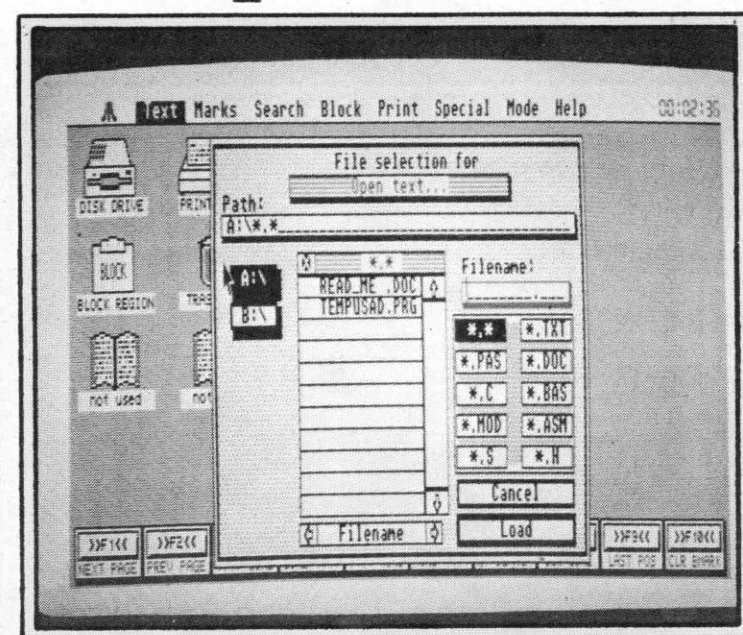 Text Marks Search Block Print Special Mode Help 00:02:36
File selection for
Open text...
Path:
A:\*.*
DISK DRIVE
PRINT
A:\
B:\
*.*
READ_ME .DOC
TEMPUSAD.PRG
Filename:
BLOCK
BLOCK REGION
TRAS
*.* *.TXT
*.PAS *.DOC
*.C *.BAS
*.MOD *.ASM
*.S *.H
not used
not
Cancel
Filename
Load
>>F1<< >>F2<< >>F9<< >>F10<<
NEXT PAGE PREV PAGE LAST POS CLR BMARK